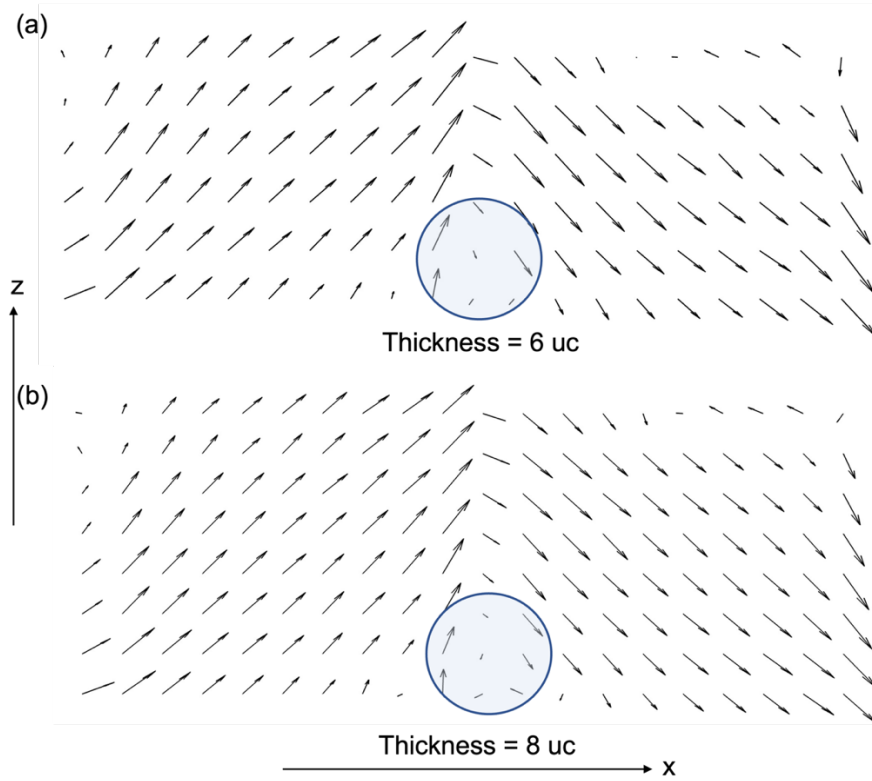 (a)
z
Thickness = 6 uc
(b)
Thickness = 8 uc
x